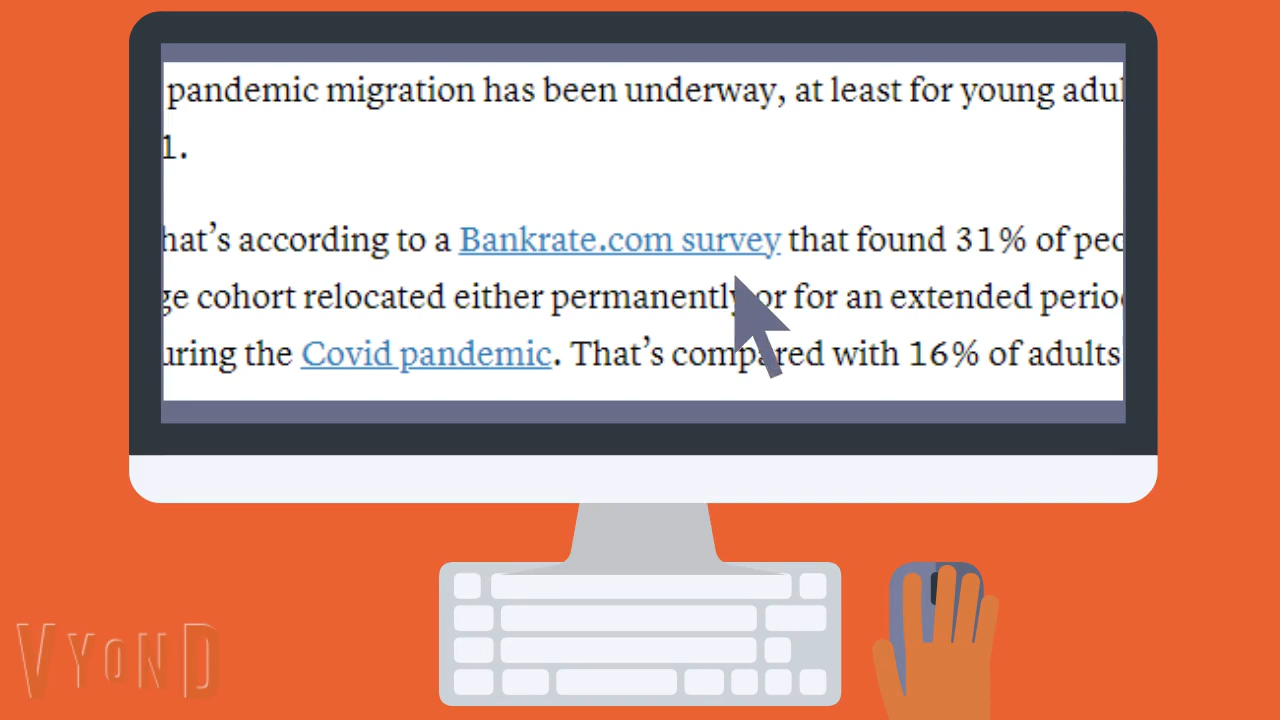 pandemic migration has been underway, at least for young adul
1.
hat’s according to a Bankrate.com survey that found 31% of peo
ge cohort relocated either permanently or for an extended perio
uring the Covid pandemic. That’s compared with 16% of adults
VYOND